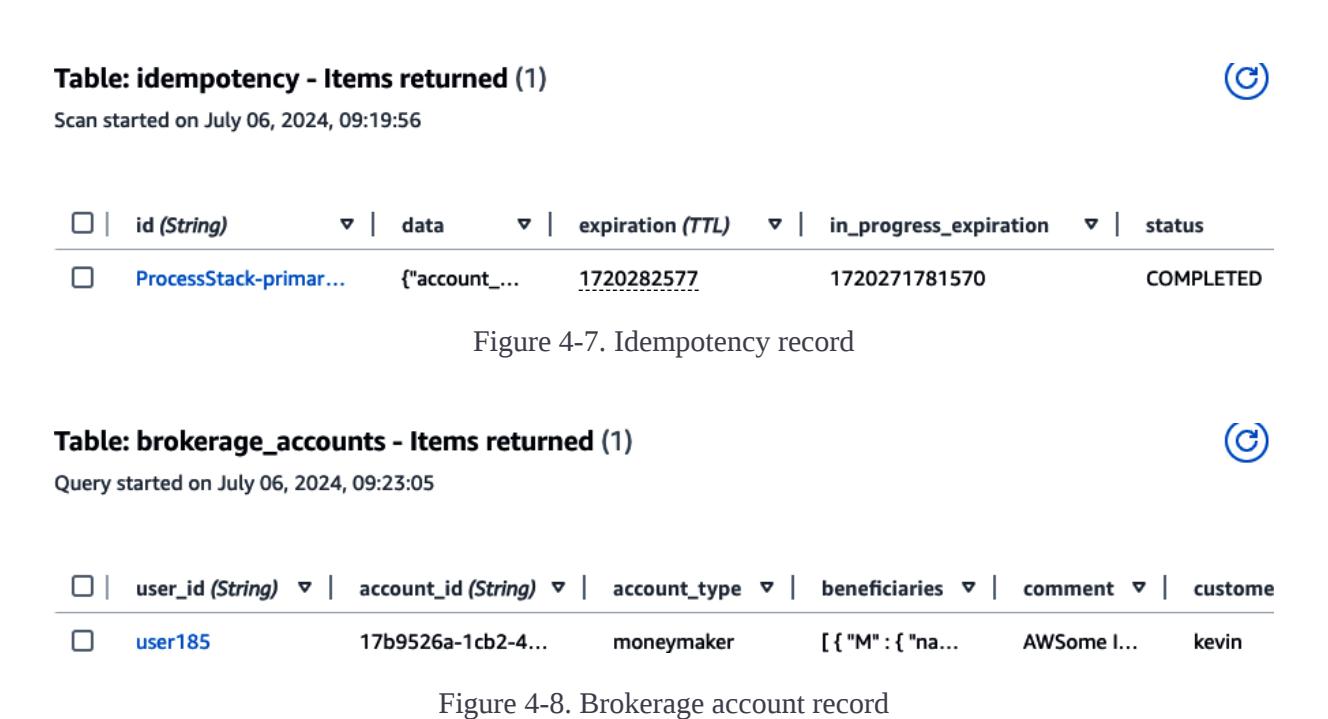 Table: idempotency - Items returned (1)
Scan started on July 06, 2024, 09:19:56
id (String) data expiration (TTL) in_progress_expiration status
ProcessStack-primar... {"account_... 1720282577 1720271781570 COMPLETED
Figure 4-7. Idempotency record
Table: brokerage_accounts - Items returned (1)
Query started on July 06, 2024, 09:23:05
user_id (String) account_id (String) account_type beneficiaries comment custome
user185 17b9526a-1cb2-4... moneymaker [ { "M" : { "na... AWSome I... kevin
Figure 4-8. Brokerage account record